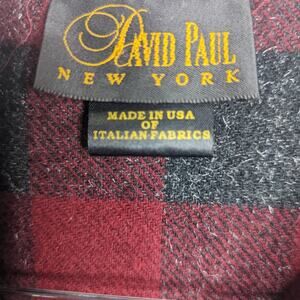 DAVID PAUL
NEW YORK
MADE IN USA
OF
ITALIAN FABRICS